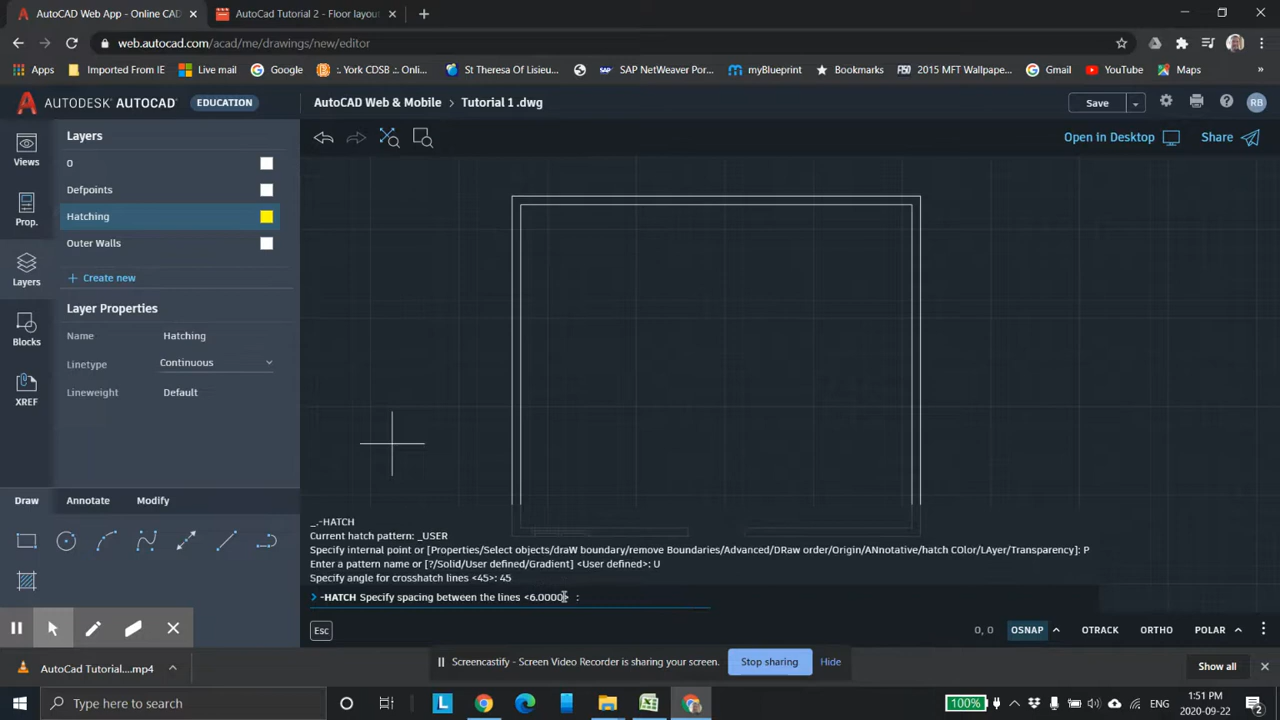 AutoCAD Web App - Online CAD
AutoCad Tutorial 2 - Floor layou
web.autocad.com/acad/me/drawings/new/editor
Apps
Imported From IE
Live mail
Google
: York CDSB .: Onli...
St Theresa Of Lisieu...
SAP NetWeaver Por...
myBlueprint
Bookmarks
2015 MFT Wallpape...
Gmail
YouTube
Maps
»
AUTODESK® AUTOCAD®
EDUCATION
AutoCAD Web & Mobile > Tutorial 1 .dwg
Save
RB
Views
Prop.
Layers
Blocks
XREF
Layers
0
Defpoints
Hatching
Outer Walls
+ Create new
Layer Properties
Name Hatching
Linetype Continuous
Lineweight Default
Open in Desktop
Share
Draw Annotate Modify
_.-HATCH
Current hatch pattern: _USER
Specify internal point or [Properties/Select objects/draW boundary/remove Boundaries/Advanced/DRaw order/Origin/ANnotative/hatch COlor/LAyer/Transparency]: P
Enter a pattern name or [?/Solid/User defined/Gradient] <User defined>: U
Specify angle for crosshatch lines <45>: 45
> -HATCH Specify spacing between the lines <6.0000> :
Esc
0, 0 OSNAP OTRACK ORTHO POLAR
AutoCad Tutorial....mp4
Screencastify - Screen Video Recorder is sharing your screen.
Stop sharing
Hide
Show all
Type here to search
100%
ENG
1:51 PM
2020-09-22
2